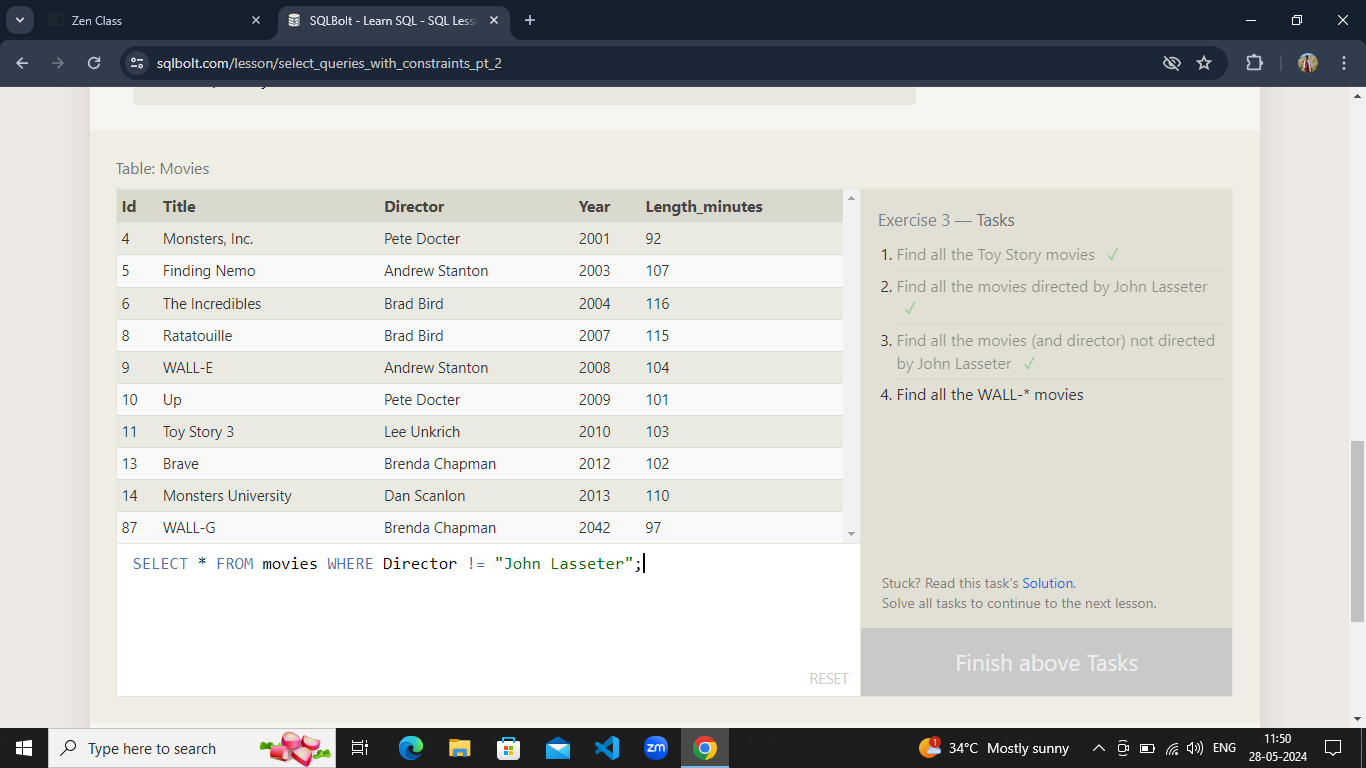 Zen Class
SQLBolt - Learn SQL - SQL Less
sqlbolt.com/lesson/select_queries_with_constraints_pt_2
Table: Movies
Id Title Director Year Length_minutes
4 Monsters, Inc. Pete Docter 2001 92
5 Finding Nemo Andrew Stanton 2003 107
6 The Incredibles Brad Bird 2004 116
8 Ratatouille Brad Bird 2007 115
9 WALL-E Andrew Stanton 2008 104
10 Up Pete Docter 2009 101
11 Toy Story 3 Lee Unkrich 2010 103
13 Brave Brenda Chapman 2012 102
14 Monsters University Dan Scanlon 2013 110
87 WALL-G Brenda Chapman 2042 97
SELECT * FROM movies WHERE Director != "John Lasseter";
RESET
Exercise 3 — Tasks
1. Find all the Toy Story movies ✓
2. Find all the movies directed by John Lasseter
✓
3. Find all the movies (and director) not directed
by John Lasseter ✓
4. Find all the WALL-* movies
Stuck? Read this task's Solution.
Solve all tasks to continue to the next lesson.
Finish above Tasks
Type here to search
zm
1
34°C Mostly sunny
ENG
11:50
28-05-2024